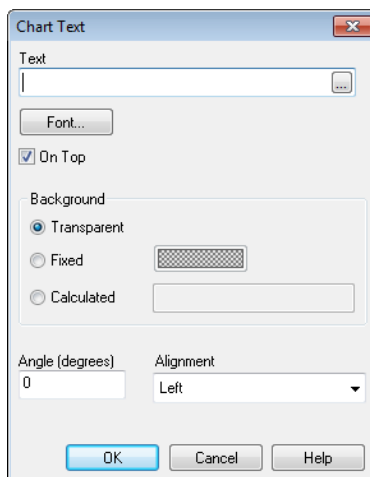 Chart Text
Text
...
Font...
On Top
Background
Transparent
Fixed
Calculated
Angle (degrees) Alignment
0 Left
OK Cancel Help